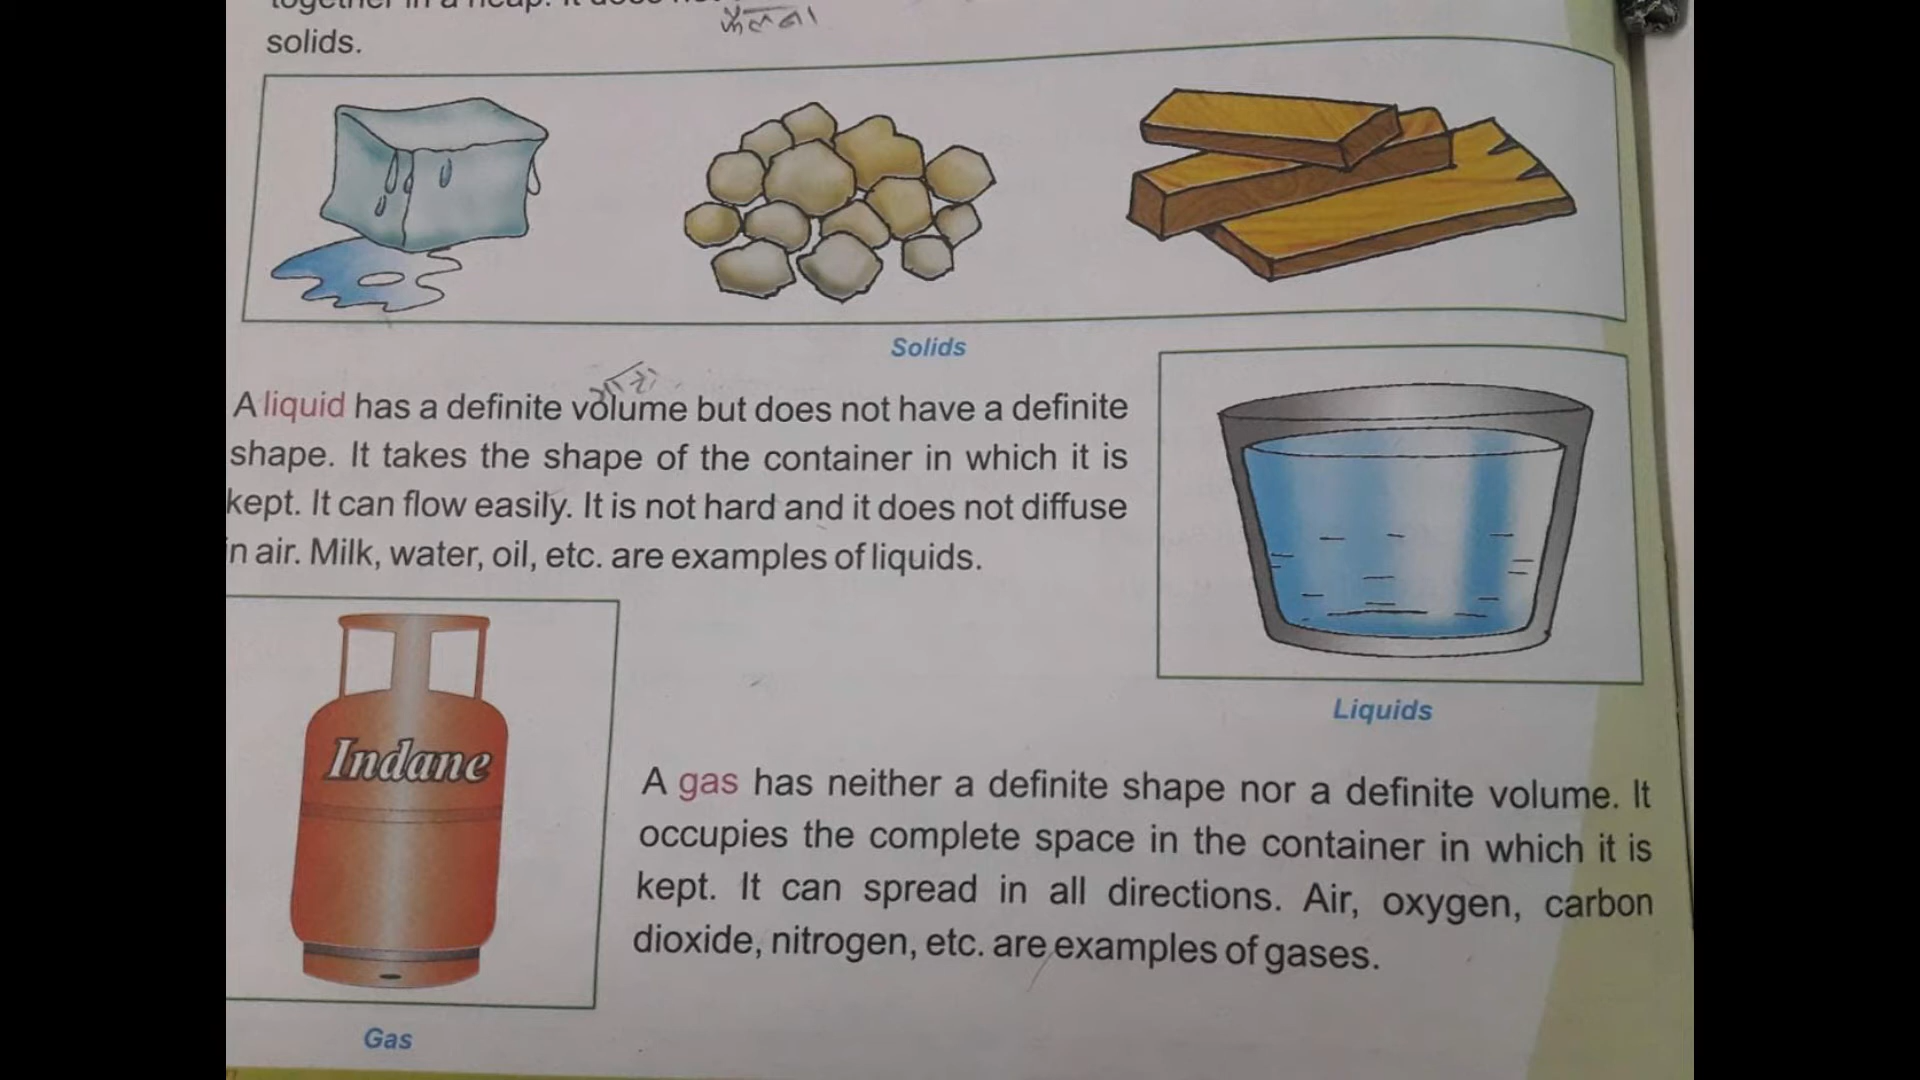 solids.
Solids
A liquid has a definite volume but does not have a definite
shape. It takes the shape of the container in which it is
kept. It can flow easily. It is not hard and it does not diffuse
n air. Milk, water, oil, etc. are examples of liquids.
Liquids
Indane
A gas has neither a definite shape nor a definite volume. It
occupies the complete space in the container in which it is
kept. It can spread in all directions. Air, oxygen, carbon
dioxide, nitrogen, etc. are examples of gases.
Gas